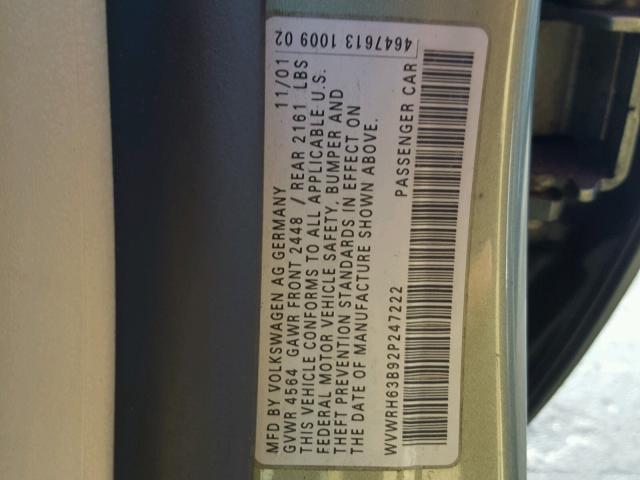 MFD BY VOLKSWAGEN AG GERMANY 11/01
GVWR 4564 GAWR FRONT 2448 / REAR 2161 LBS
THIS VEHICLE CONFORMS TO ALL APPLICABLE U.S.
FEDERAL MOTOR VEHICLE SAFETY, BUMPER AND
THEFT PREVENTION STANDARDS IN EFFECT ON
THE DATE OF MANUFACTURE SHOWN ABOVE.
WVWRH63B92P247222 PASSENGER CAR
4647613 1009 02